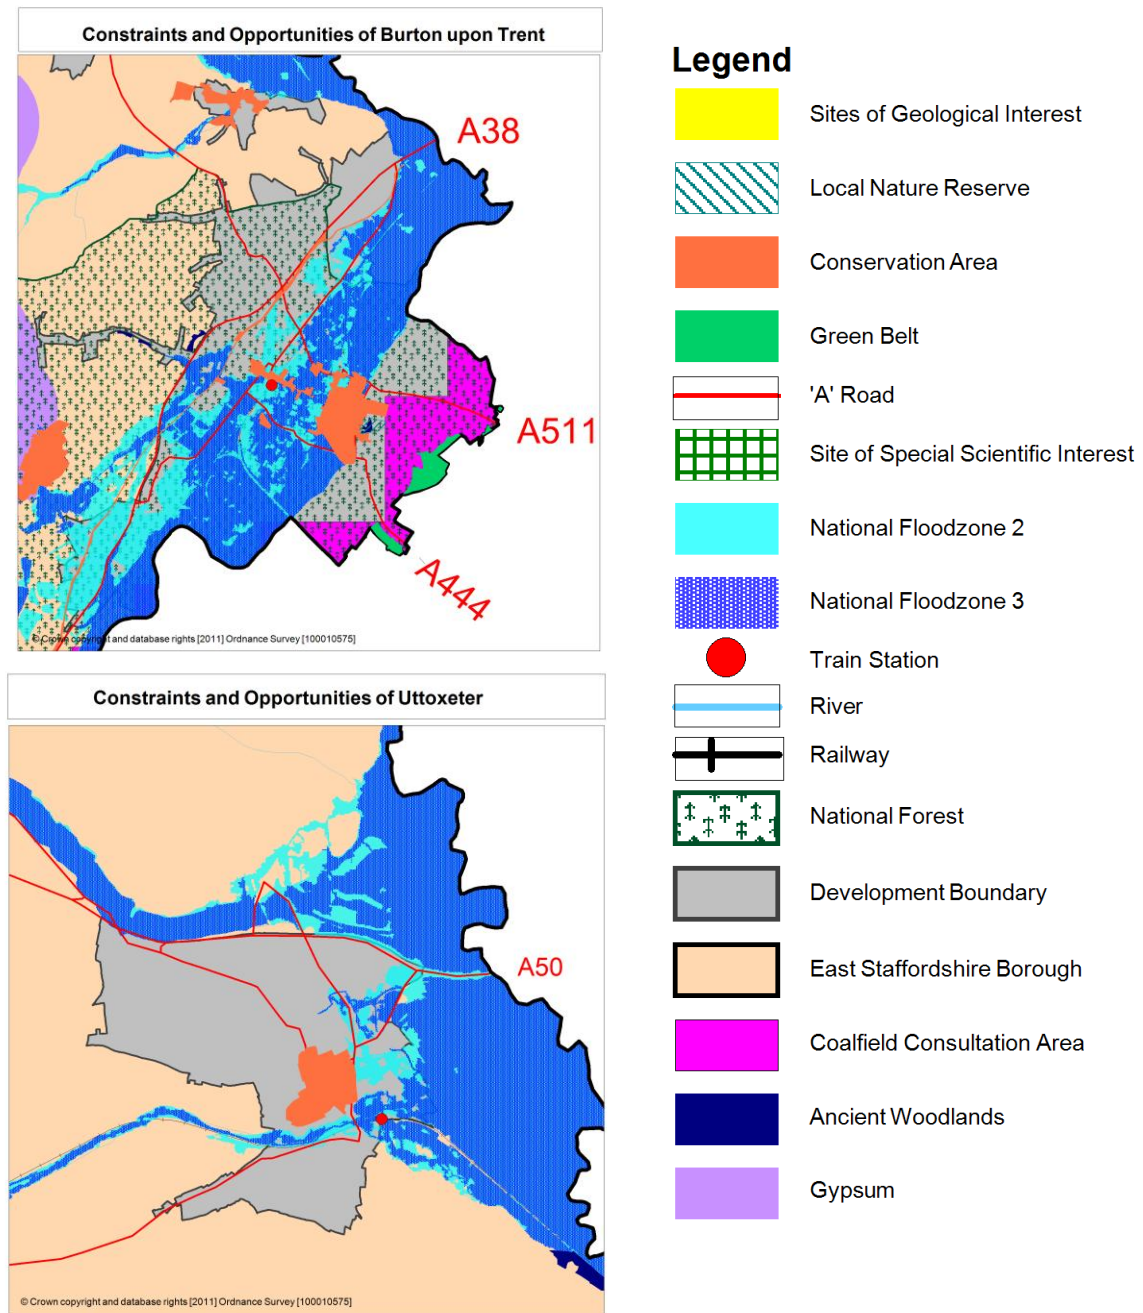 Constraints and Opportunities of Burton upon Trent
A38
A511
A444
© Crown copyright and database rights [2011] Ordnance Survey [100010575]
Constraints and Opportunities of Uttoxeter
A50
© Crown copyright and database rights [2011] Ordnance Survey [100010575]
Legend
Sites of Geological Interest
Local Nature Reserve
Conservation Area
Green Belt
'A' Road
Site of Special Scientific Interest
National Floodzone 2
National Floodzone 3
Train Station
River
Railway
National Forest
Development Boundary
East Staffordshire Borough
Coalfield Consultation Area
Ancient Woodlands
Gypsum